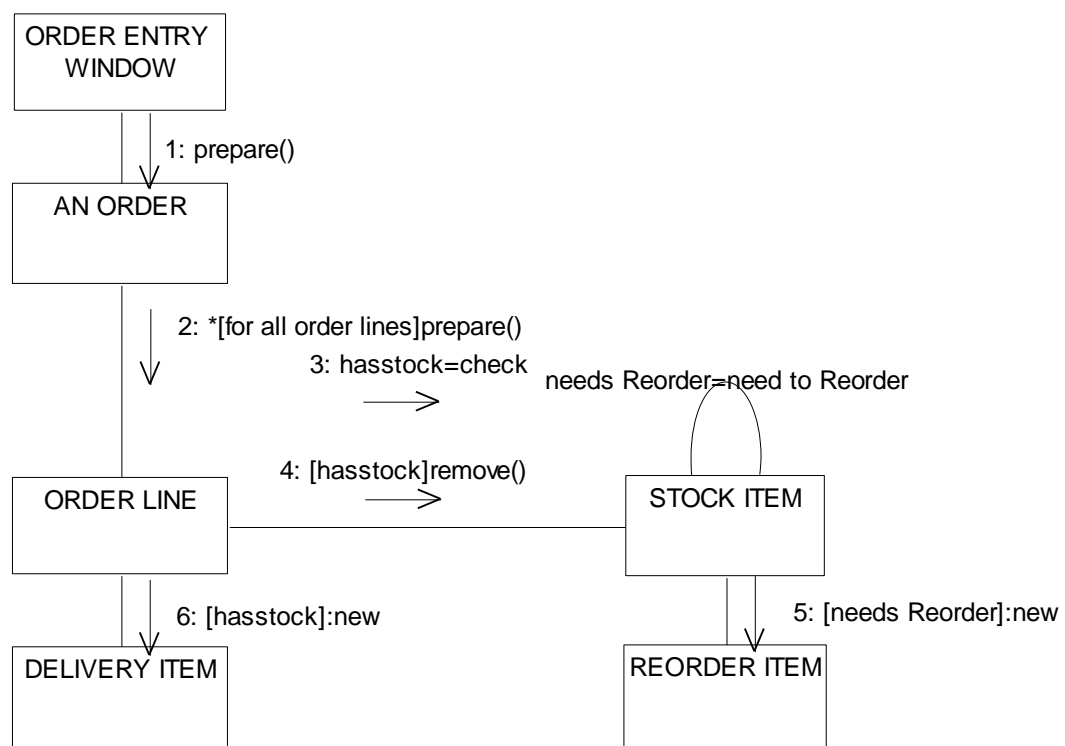 ORDER ENTRY
WINDOW
1: prepare()
AN ORDER
2: *[for all order lines]prepare()
3: hasstock=check
needs Reorder=need to Reorder
4: [hasstock]remove()
ORDER LINE
STOCK ITEM
6: [hasstock]:new
5: [needs Reorder]:new
DELIVERY ITEM
REORDER ITEM